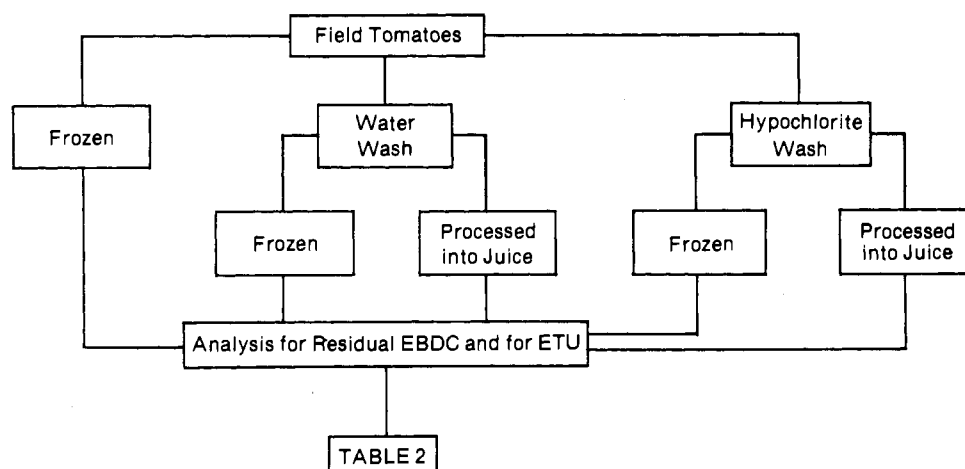 Field Tomatoes
Frozen
Water
Wash
Hypochlorite
Wash
Frozen
Processed
into Juice
Frozen
Processed
into Juice
Analysis for Residual EBDC and for ETU
TABLE 2